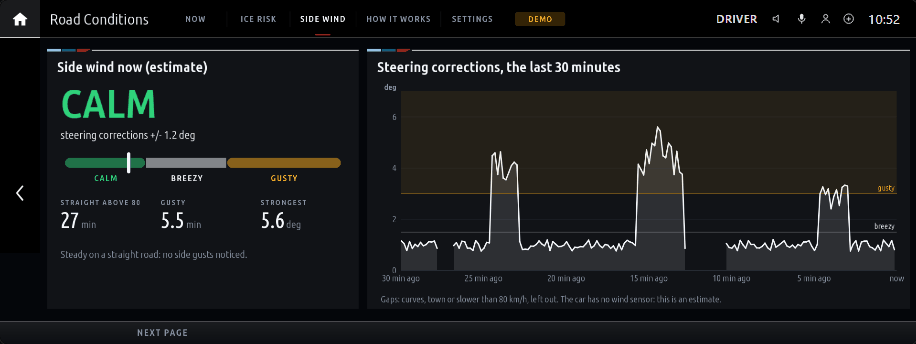 Road Conditions
NOW
ICE RISK
SIDE WIND
HOW IT WORKS
SETTINGS
DEMO
DRIVER
10:52
Side wind now (estimate)
CALM
steering corrections +/- 1.2 deg
CALM
BREEZY
GUSTY
STRAIGHT ABOVE 80
GUSTY
STRONGEST
27 min
5.5 min
5.6 deg
Steady on a straight road: no side gusts noticed.
Steering corrections, the last 30 minutes
deg
6
4
2
0
gusty
breezy
30 min ago
25 min ago
20 min ago
15 min ago
10 min ago
5 min ago
now
Gaps: curves, town or slower than 80 km/h, left out. The car has no wind sensor: this is an estimate.
NEXT PAGE